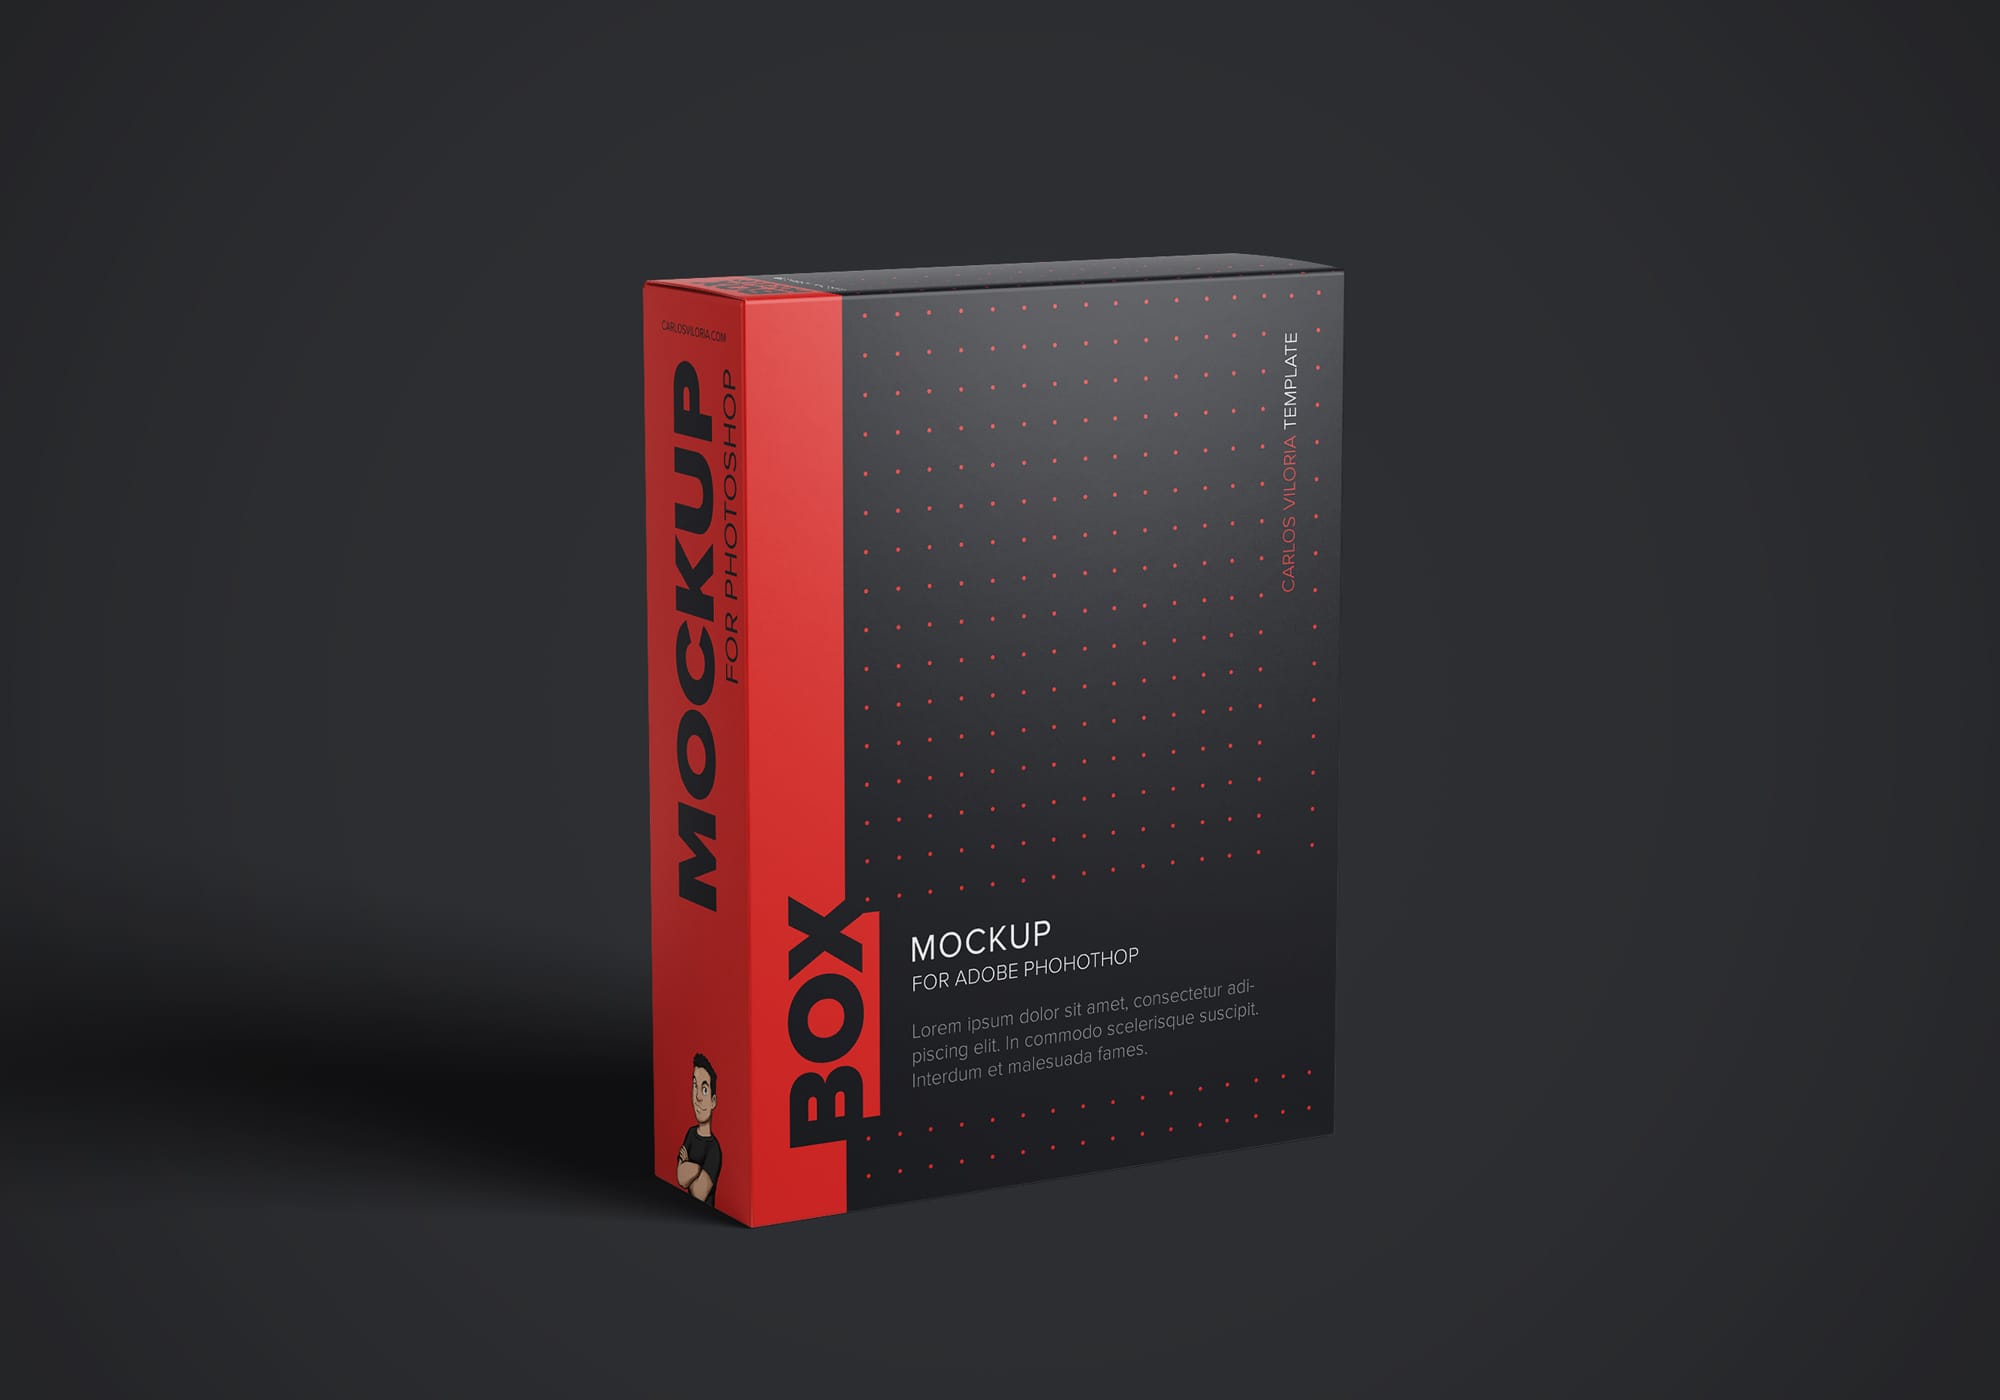 CARLOSVILORIA.COM
MOCKUP
FOR PHOTOSHOP
CARLOS VILORIA TEMPLATE
BOX
MOCKUP
FOR ADOBE PHOHOTHOP
Lorem ipsum dolor sit amet, consectetur adi-
piscing elit. In commodo scelerisque suscipit.
Interdum et malesuada fames.